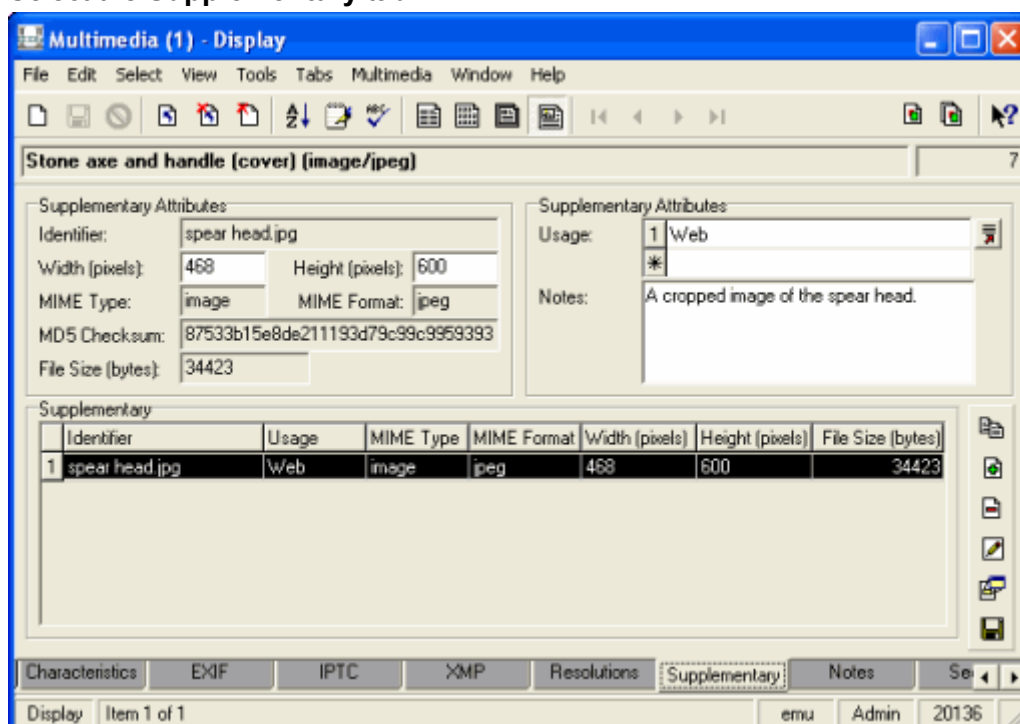 Multimedia (1) - Display
File Edit Select View Tools Tabs Multimedia Window Help
Stone axe and handle (cover) (image/jpeg) 7
Supplementary Attributes
Identifier: spear head.jpg
Width (pixels): 468 Height (pixels): 600
MIME Type: image MIME Format: jpeg
MD5 Checksum: 87533b15e8de211193d79c99c9959393
File Size (bytes): 34423
Supplementary Attributes
Usage: 1 Web
Notes: A cropped image of the spear head.
Supplementary
Identifier Usage MIME Type MIME Format Width (pixels) Height (pixels) File Size (bytes)
1 spear head.jpg Web image jpeg 468 600 34423
Characteristics EXIF IPTC XMP Resolutions Supplementary Notes Se
Display Item 1 of 1 emu Admin 20136